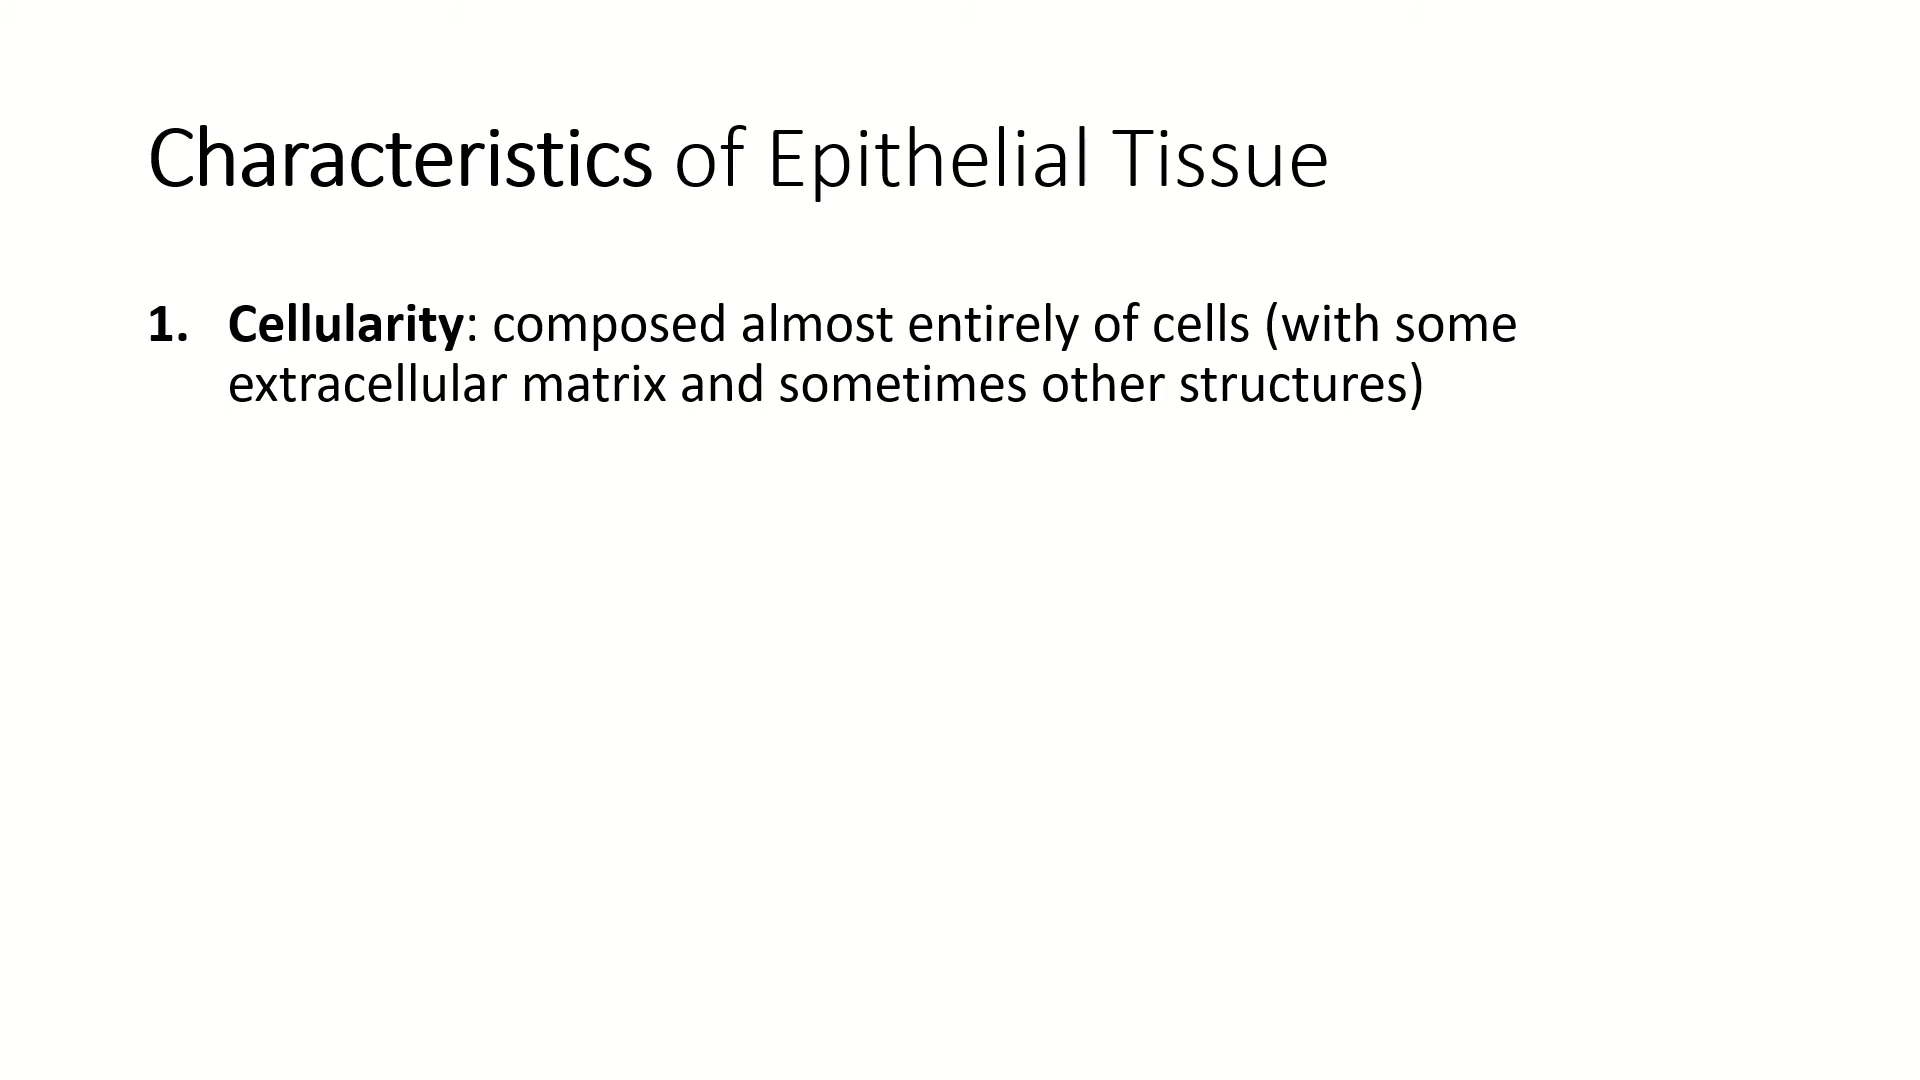 Characteristics of Epithelial Tissue
1. Cellularity: composed almost entirely of cells (with some
extracellular matrix and sometimes other structures)